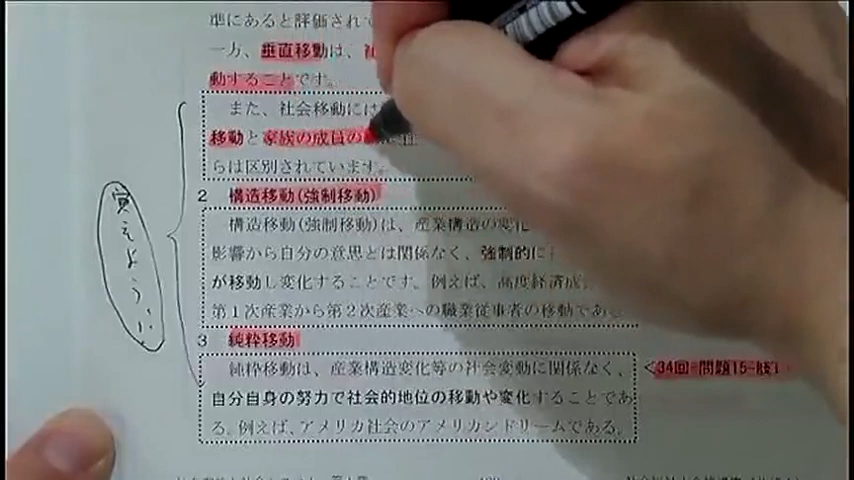 準にあると評価されて
一方、垂直移動は、
動することです。
また、社会移動には
移動と家族の成員の
らは区別されています。
2 構造移動(強制移動)
構造移動(強制移動)は、産業構造の変化
影響から自分の意思とは関係なく、強制的に
が移動し変化することです。例えば、高度経済成
第1次産業から第2次産業への職業従事者の移動である
3 純粋移動
純粋移動は、産業構造変化等の社会変動に関係なく、
<34回-問題15-肢1
自分自身の努力で社会的地位の移動や変化することであ
る。例えば、アメリカ社会のアメリカンドリームである。
覚えよう!: